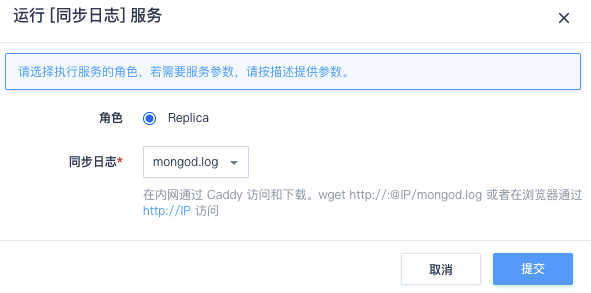 运行 [同步日志] 服务
请选择执行服务的角色，若需要服务参数，请按描述提供参数。
角色 Replica
同步日志* mongod.log
在内网通过 Caddy 访问和下载。wget http://:@IP/mongod.log 或者在浏览器通过
http://IP 访问
取消 提交